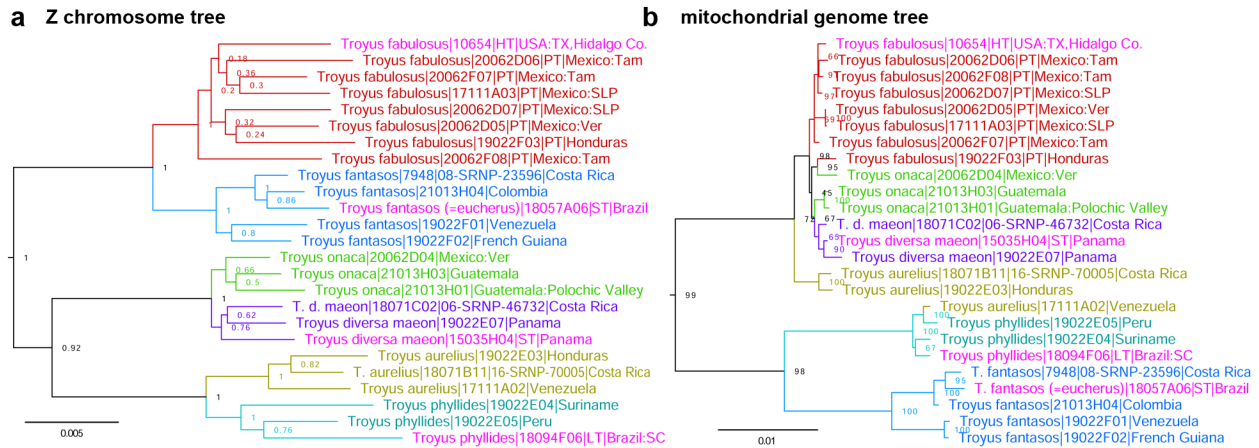 a Z chromosome tree
Troyus fabulosus|10654|HT|USA:TX,Hidalgo Co.
0.18
Troyus fabulosus|20062D06|PT|Mexico:Tam
0.36
Troyus fabulosus|20062F07|PT|Mexico:Tam
0.3
0.2
Troyus fabulosus|17111A03|PT|Mexico:SLP
Troyus fabulosus|20062D07|PT|Mexico:SLP
1
0.32
Troyus fabulosus|20062D05|PT|Mexico:Ver
0.24
Troyus fabulosus|19022F03|PT|Honduras
1
Troyus fabulosus|20062F08|PT|Mexico:Tam
Troyus fantasos|7948|08-SRNP-23596|Costa Rica
1
Troyus fantasos|21013H04|Colombia
0.86
1
Troyus fantasos (=eucherus)|18057A06|ST|Brazil
Troyus fantasos|19022F01|Venezuela
0.8
Troyus fantasos|19022F02|French Guiana
1
Troyus onaca|20062D04|Mexico:Ver
0.66
Troyus onaca|21013H03|Guatemala
0.5
Troyus onaca|21013H01|Guatemala:Polochic Valley
1
T. d. maeon|18071C02|06-SRNP-46732|Costa Rica
0.62
Troyus diversa maeon|19022E07|Panama
0.76
Troyus diversa maeon|15035H04|ST|Panama
0.92
Troyus aurelius|19022E03|Honduras
0.82
T. aurelius|18071B11|16-SRNP-70005|Costa Rica
1
Troyus aurelius|17111A02|Venezuela
1
Troyus phyllides|19022E04|Suriname
1
Troyus phyllides|19022E05|Peru
0.76
Troyus phyllides|18094F06|LT|Brazil:SC
0.005
b mitochondrial genome tree
Troyus fabulosus|10654|HT|USA:TX,Hidalgo Co.
66
Troyus fabulosus|20062D06|PT|Mexico:Tam
Troyus fabulosus|20062F08|PT|Mexico:Tam
97
Troyus fabulosus|20062D07|PT|Mexico:SLP
Troyus fabulosus|20062D05|PT|Mexico:Ver
100
Troyus fabulosus|17111A03|PT|Mexico:SLP
Troyus fabulosus|20062F07|PT|Mexico:Tam
98
Troyus fabulosus|19022F03|PT|Honduras
95
Troyus onaca|20062D04|Mexico:Ver
Troyus onaca|21013H03|Guatemala
100
Troyus onaca|21013H01|Guatemala:Polochic Valley
67
T. d. maeon|18071C02|06-SRNP-46732|Costa Rica
65
Troyus diversa maeon|15035H04|ST|Panama
90
Troyus diversa maeon|19022E07|Panama
Troyus aurelius|18071B11|16-SRNP-70005|Costa Rica
100
Troyus aurelius|19022E03|Honduras
99
Troyus aurelius|17111A02|Venezuela
100
Troyus phyllides|19022E05|Peru
100
Troyus phyllides|19022E04|Suriname
67
Troyus phyllides|18094F06|LT|Brazil:SC
98
T. fantasos|7948|08-SRNP-23596|Costa Rica
95
T. fantasos (=eucherus)|18057A06|ST|Brazil
100
Troyus fantasos|21013H04|Colombia
Troyus fantasos|19022F01|Venezuela
100
Troyus fantasos|19022F02|French Guiana
0.01